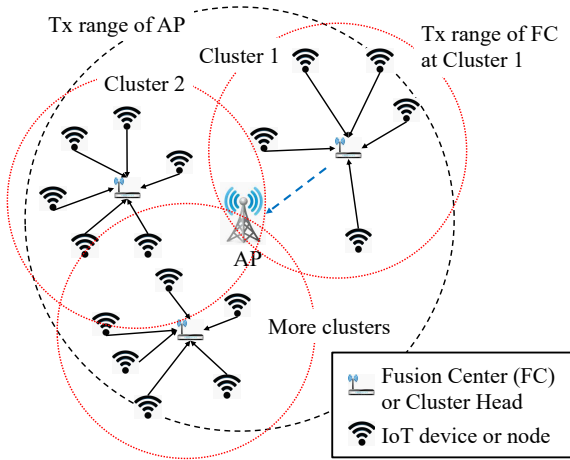 Tx range of AP
Tx range of FC
at Cluster 1
Cluster 1
Cluster 2
AP
More clusters
Fusion Center (FC)
or Cluster Head
IoT device or node